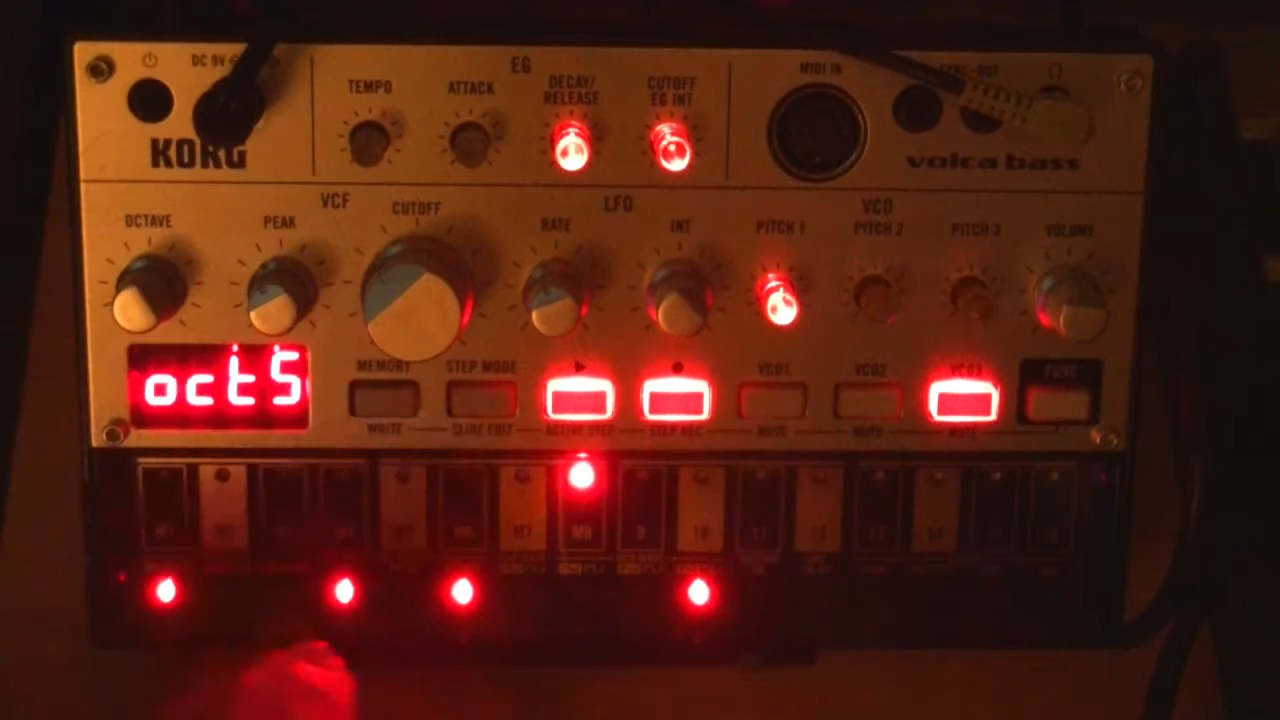 DC 9V
EG
TEMPO
ATTACK
DECAY/
RELEASE
CUTOFF
EG INT
MIDI IN
KORG
volca bass
VCF
LFO
VCO
OCTAVE
PEAK
CUTOFF
RATE
INT
PITCH 1
PITCH 2
PITCH 3
VOLUME
oct5
MEMORY
STEP MODE
VCO1
VCO2
VCO3
FUNC
WRITE
SLIDE EDIT
ACTIVE STEP
STEP REC
MUTE
MUTE
MUTE
M7
M8
9
10